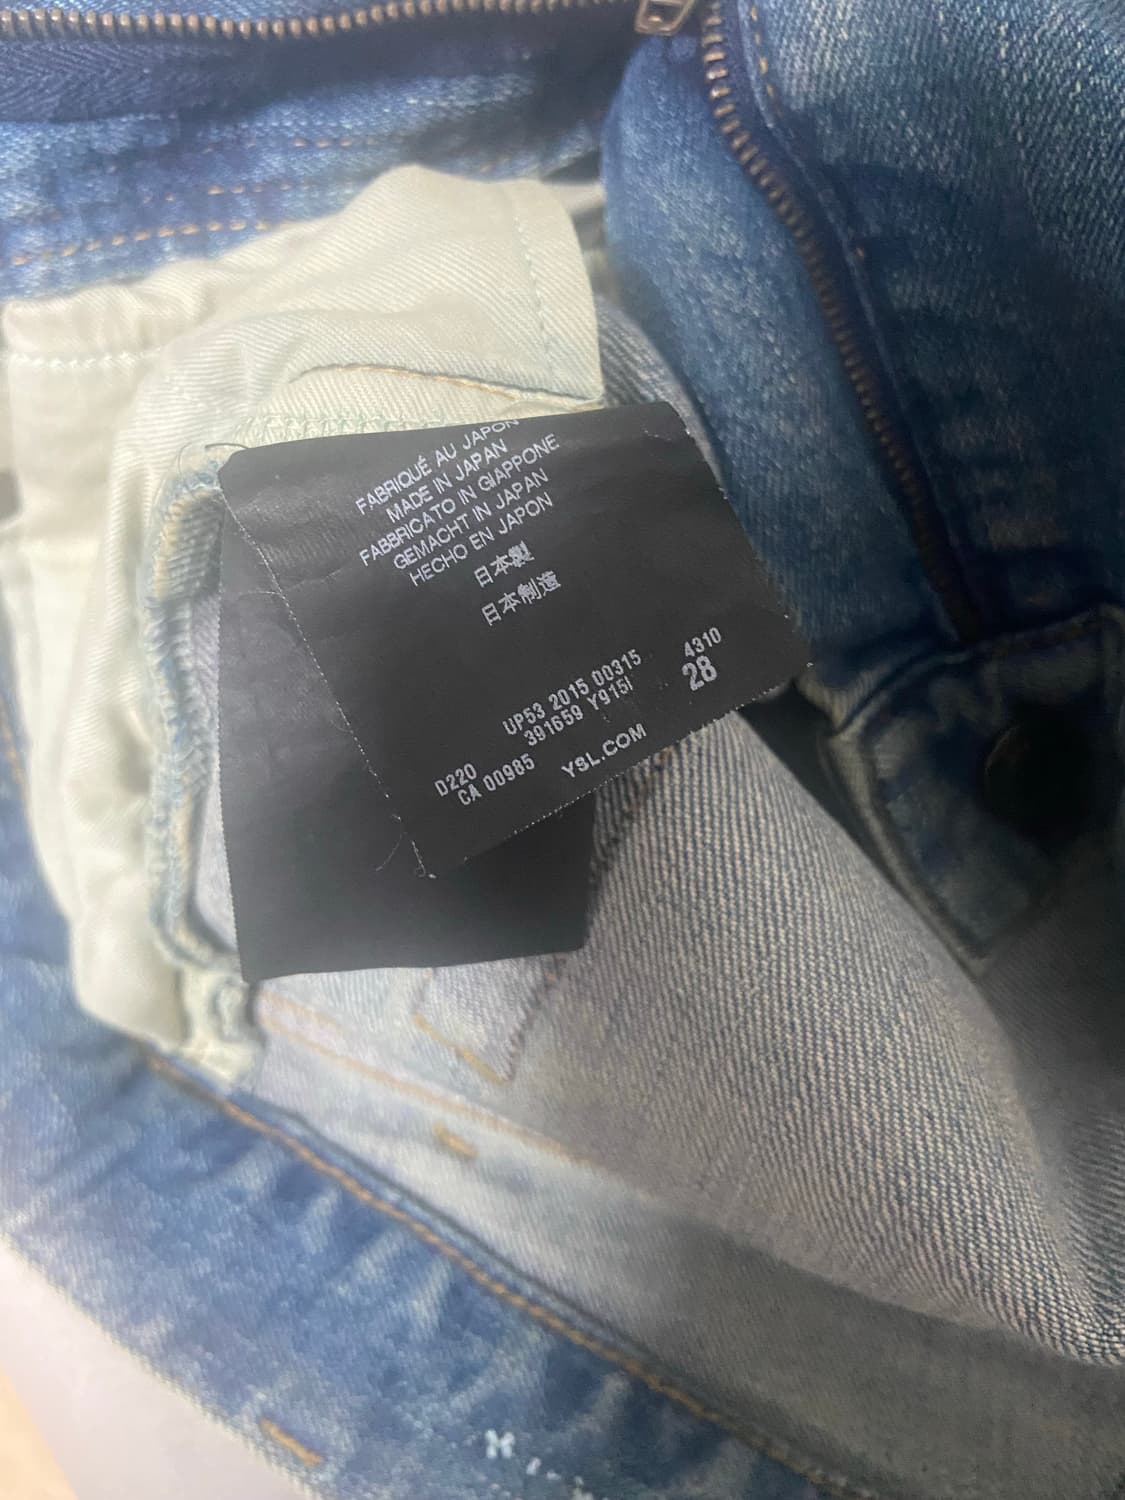 FABRIQUÉ AU JAPON
MADE IN JAPAN
FABBRICATO IN GIAPPONE
GEMACHT IN JAPAN
HECHO EN JAPON
日本製
日本制造
UP53 2015 00315 4310
391659 Y915I 28
D220
CA 00985 YSL.COM